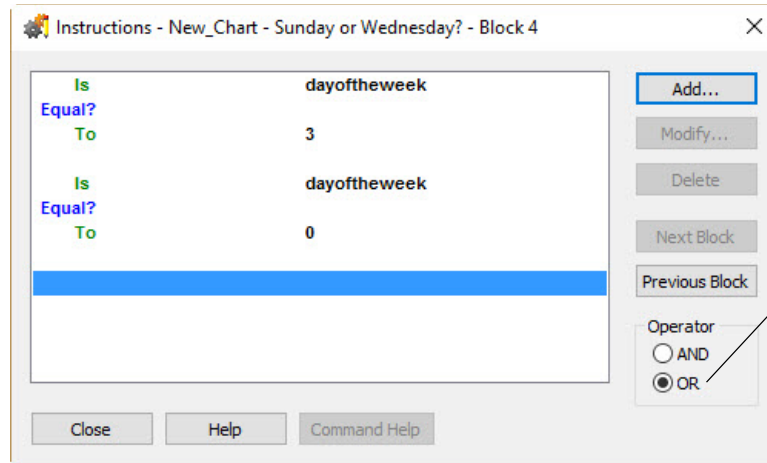 Instructions - New_Chart - Sunday or Wednesday? - Block 4
Is dayoftheweek
Equal?
To 3
Is dayoftheweek
Equal?
To 0
Add...
Modify...
Delete
Next Block
Previous Block
Operator
AND
OR
Close Help Command Help